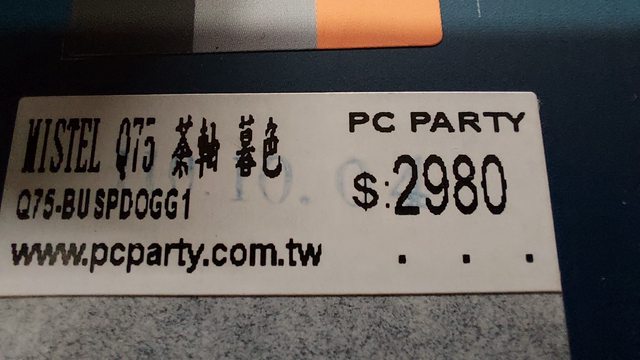 MISTEL Q75 茶軸 暮色
PC PARTY
Q75-BUSPDOGG1
$:2980
www.pcparty.com.tw
. . .